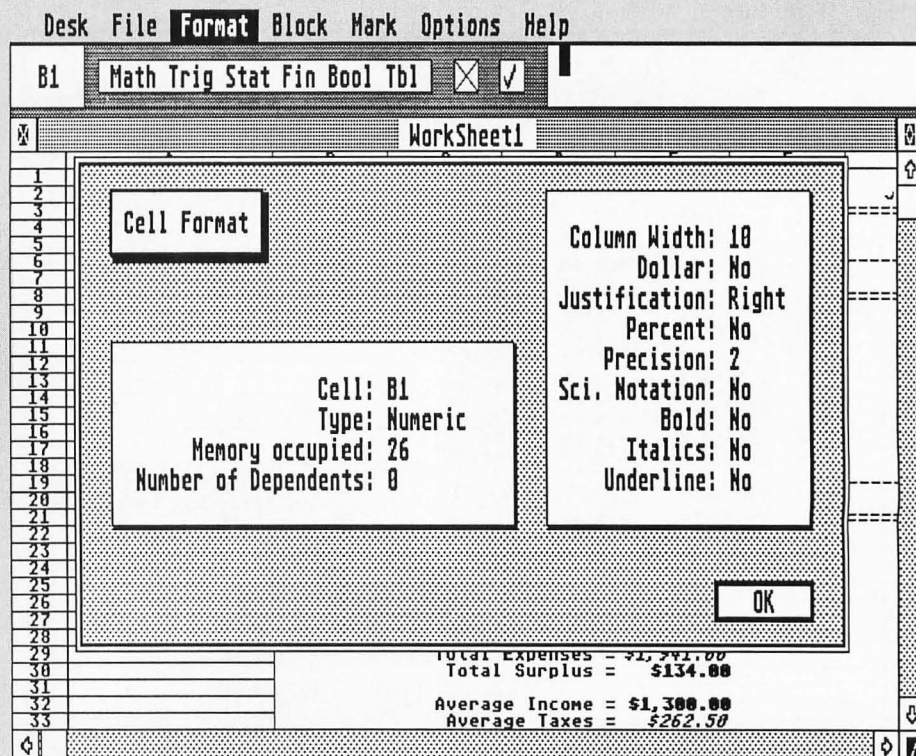 Desk File Format Block Mark Options Help
B1 Math Trig Stat Fin Bool Tbl
WorkSheet1
1
2
3
4
5
6
7
8
9
10
11
12
13
14
15
16
17
18
19
20
21
22
23
24
25
26
27
28
29
30
31
32
33
Cell Format
Cell: B1
Type: Numeric
Memory occupied: 26
Number of Dependents: 0
Column Width: 10
Dollar: No
Justification: Right
Percent: No
Precision: 2
Sci. Notation: No
Bold: No
Italics: No
Underline: No
OK
Total Expenses = $1,941.00
Total Surplus = $134.00
Average Income = $1,300.00
Average Taxes = $262.50